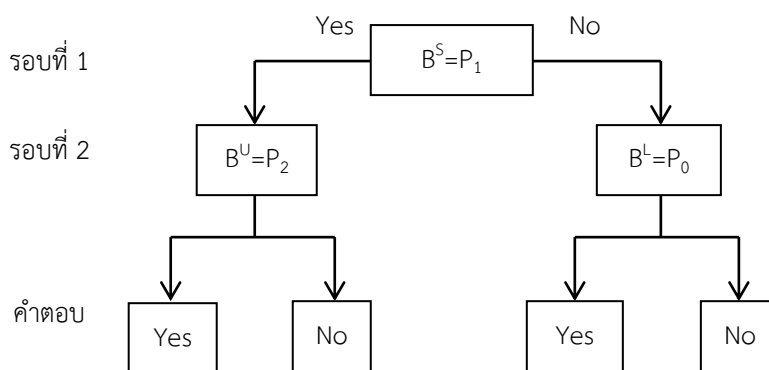 Yes No
รอบที่ 1 B^S=P_1
รอบที่ 2 B^U=P_2 B^L=P_0
คำตอบ Yes No Yes No